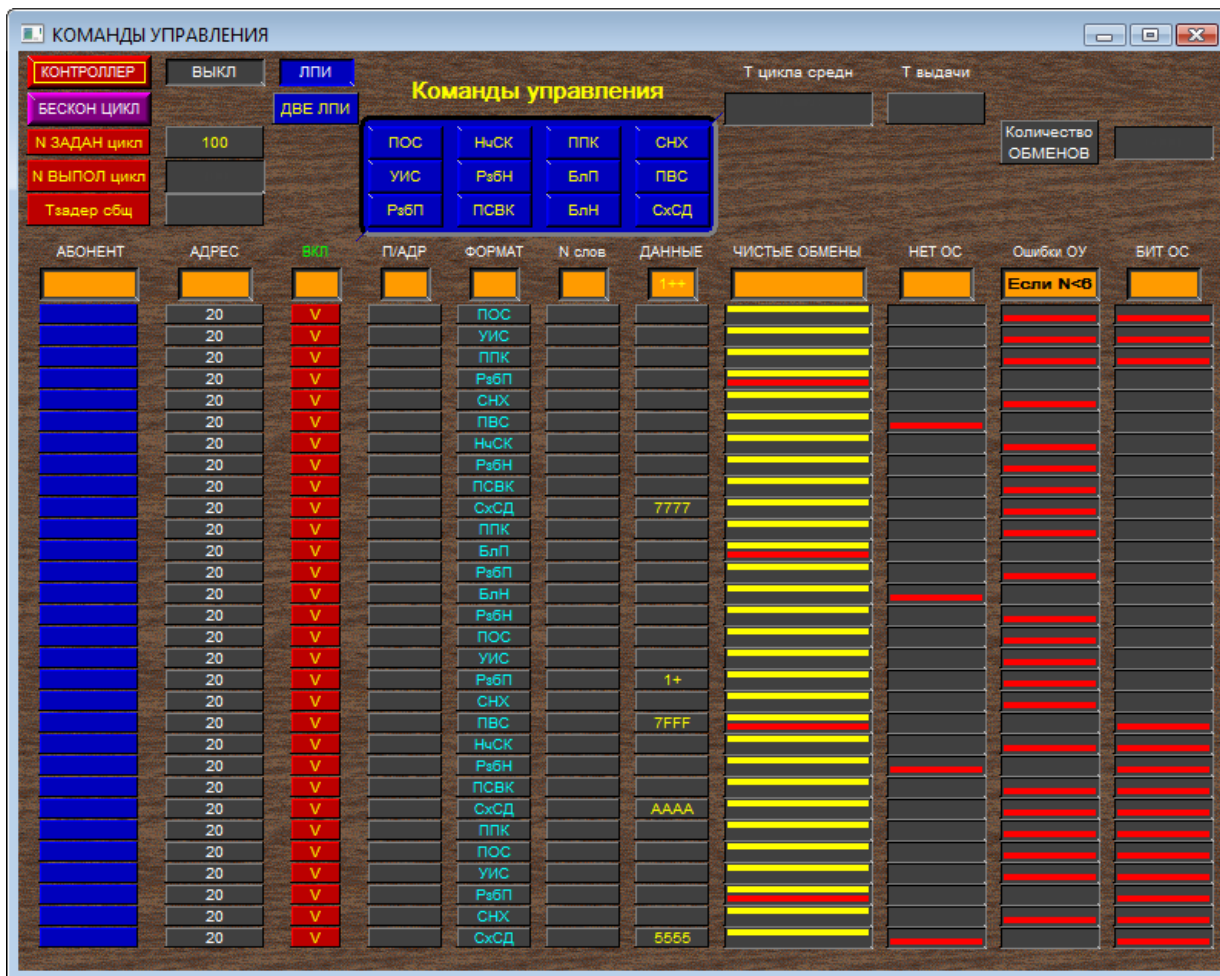 КОМАНДЫ УПРАВЛЕНИЯ
КОНТРОЛЛЕР ВЫКЛ ЛПИ Т цикла средн Т выдачи
Команды управления
БЕСКОН ЦИКЛ ДВЕ ЛПИ
N ЗАДАН цикл 100 ПОС НчСК ППК СНХ Количество
ОБМЕНОВ
N ВЫПОЛ цикл УИС РзбН БлП ПВС
Тзадер сбщ РзбП ПСВК БлН СхСД
АБОНЕНТ АДРЕС ВКЛ П/АДР ФОРМАТ N слов ДАННЫЕ ЧИСТЫЕ ОБМЕНЫ НЕТ ОС Ошибки ОУ БИТ ОС
1++ Если N<6
20 V ПОС
20 V УИС
20 V ППК
20 V РзбП
20 V СНХ
20 V ПВС
20 V НчСК
20 V РзбН
20 V ПСВК
20 V СхСД 7777
20 V ППК
20 V БлП
20 V РзбП
20 V БлН
20 V РзбН
20 V ПОС
20 V УИС
20 V РзбП 1+
20 V СНХ
20 V ПВС 7FFF
20 V НчСК
20 V РзбН
20 V ПСВК
20 V СхСД AAAA
20 V ППК
20 V ПОС
20 V УИС
20 V РзбП
20 V СНХ
20 V СхСД 5555